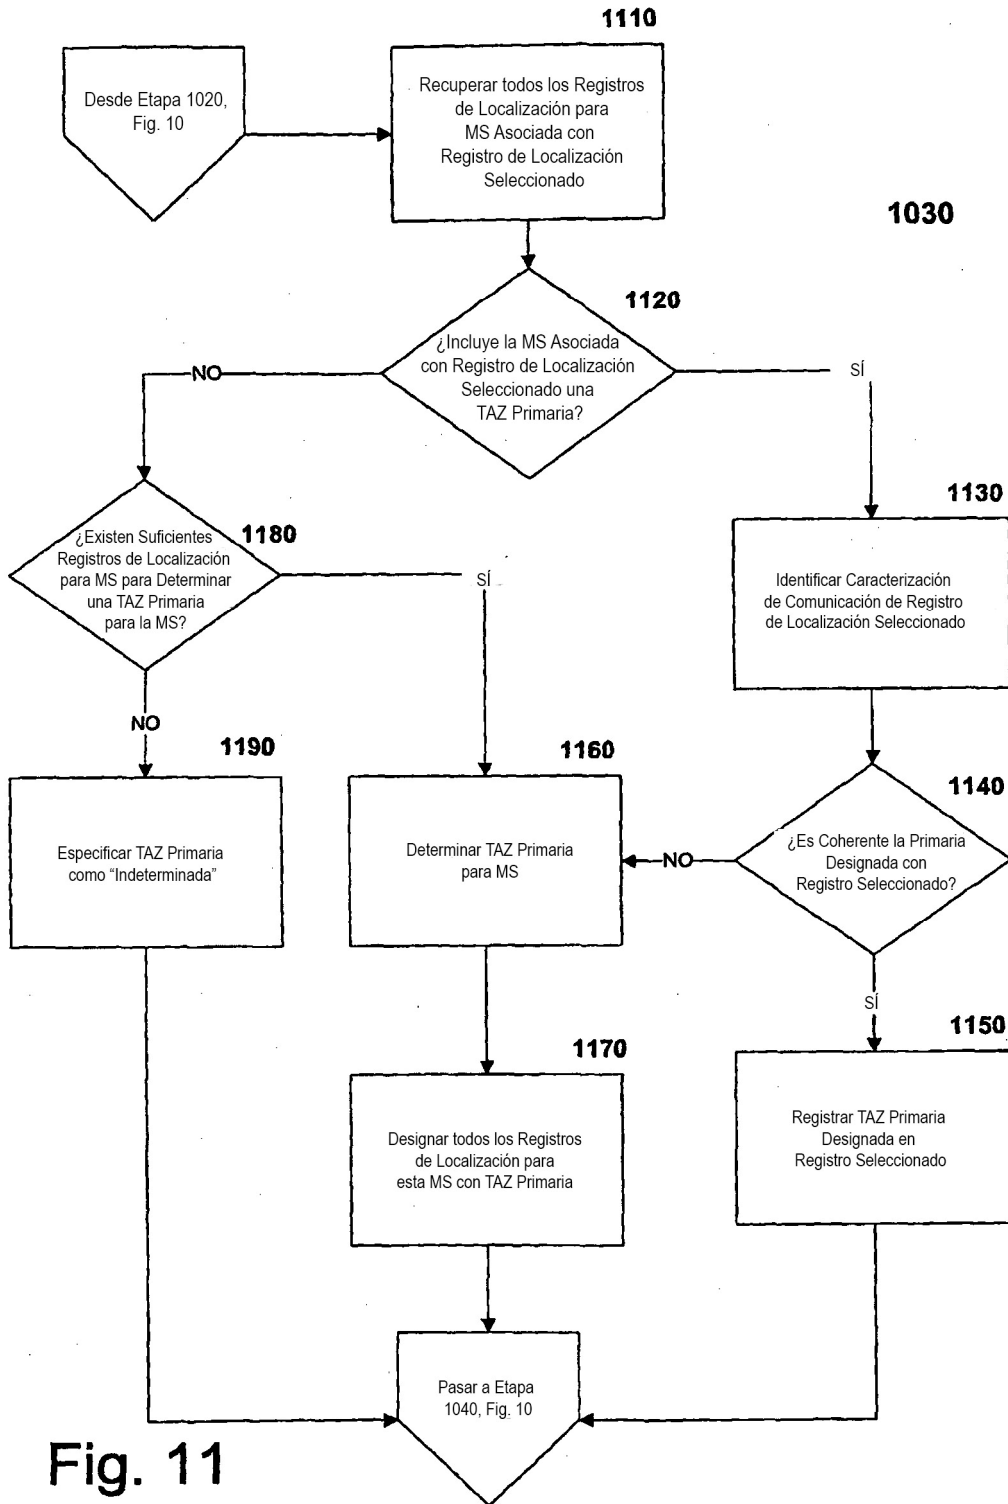 1110
Desde Etapa 1020,
Fig. 10
Recuperar todos los Registros
de Localización para
MS Asociada con
Registro de Localización
Seleccionado
1030
1120
¿Incluye la MS Asociada
con Registro de Localización
Seleccionado una
TAZ Primaria?
NO
SÍ
1180
¿Existen Suficientes
Registros de Localización
para MS para Determinar
una TAZ Primaria
para la MS?
SÍ
NO
1130
Identificar Caracterización
de Comunicación de Registro
de Localización Seleccionado
1190
Especificar TAZ Primaria
como “Indeterminada”
1160
Determinar TAZ Primaria
para MS
1140
¿Es Coherente la Primaria
Designada con
Registro Seleccionado?
NO
SÍ
1170
Designar todos los Registros
de Localización para
esta MS con TAZ Primaria
1150
Registrar TAZ Primaria
Designada en
Registro Seleccionado
Pasar a Etapa
1040, Fig. 10
Fig. 11